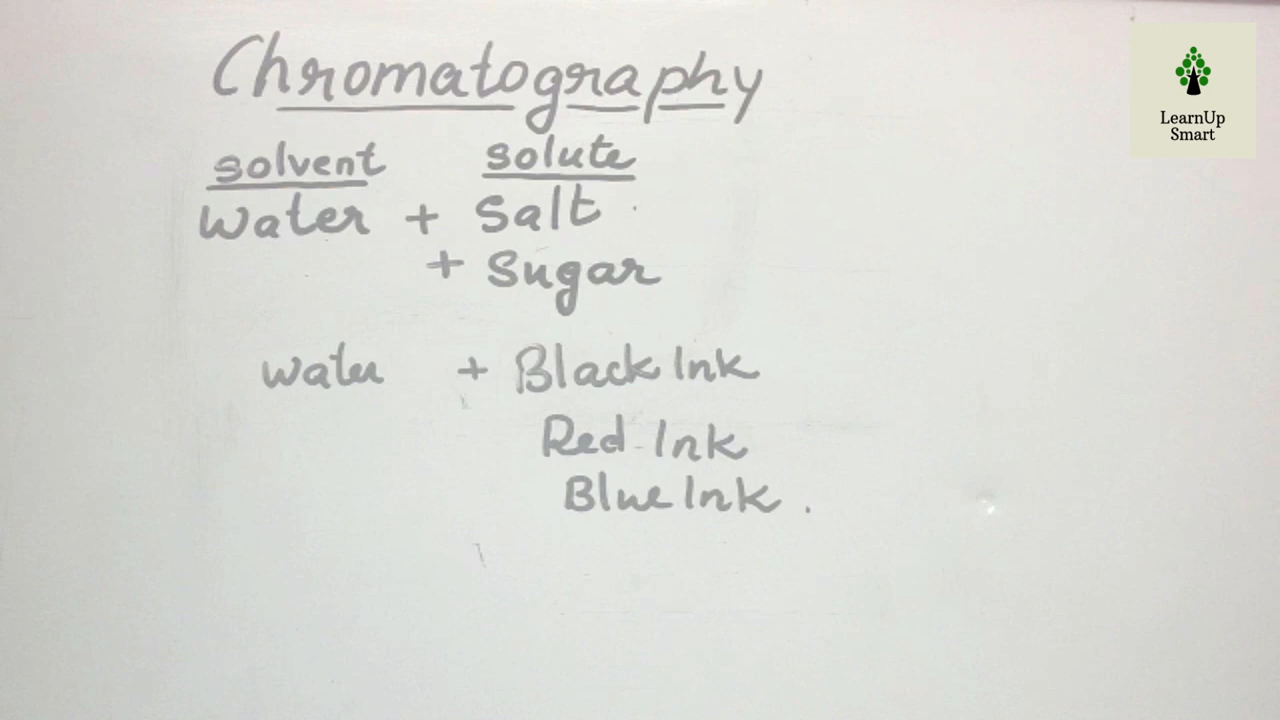 Chromatography
solvent solute
Water + Salt
+ Sugar
water + Black Ink
Red Ink
Blue Ink.
LearnUp
Smart